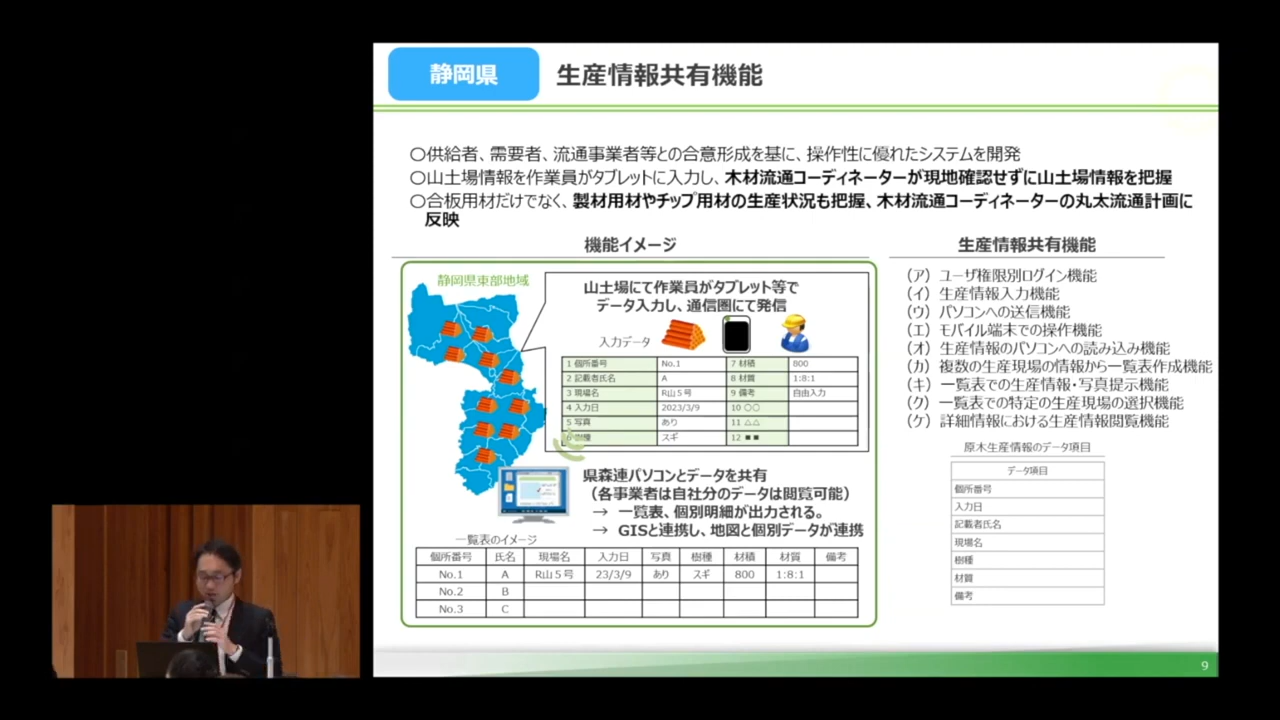 静岡県
生産情報共有機能
〇供給者、需要者、流通事業者等との合意形成を基に、操作性に優れたシステムを開発
〇山土場情報を作業員がタブレットに入力し、木材流通コーディネーターが現地確認せずに山土場情報を把握
〇合板用材だけでなく、製材用材やチップ用材の生産状況も把握、木材流通コーディネーターの丸太流通計画に
反映
機能イメージ
静岡県東部地域
山土場にて作業員がタブレット等で
データ入力し、通信圏にて発信
入力データ
1 個所番号 No.1 7 材積 800
2 記載者氏名 A 8 材質 1:8:1
3 現場名 R山５号 9 備考 自由入力
4 入力日 2023/3/9 10 〇〇
5 写真 あり 11 △△
6 樹種 スギ 12 ■■
県森連パソコンとデータを共有
（各事業者は自社分のデータは閲覧可能）
→ 一覧表、個別明細が出力される。
→ GISと連携し、地図と個別データが連携
一覧表のイメージ
個所番号 氏名 現場名 入力日 写真 樹種 材積 材質 備考
No.1 A R山５号 23/3/9 あり スギ 800 1:8:1
No.2 B
No.3 C
生産情報共有機能
（ア）ユーザ権限別ログイン機能
（イ）生産情報入力機能
（ウ）パソコンへの送信機能
（エ）モバイル端末での操作機能
（オ）生産情報のパソコンへの読み込み機能
（カ）複数の生産現場の情報から一覧表作成機能
（キ）一覧表での生産情報・写真提示機能
（ク）一覧表での特定の生産現場の選択機能
（ケ）詳細情報における生産情報閲覧機能
原木生産情報のデータ項目
データ項目
個所番号
入力日
記載者氏名
現場名
樹種
材質
備考
9